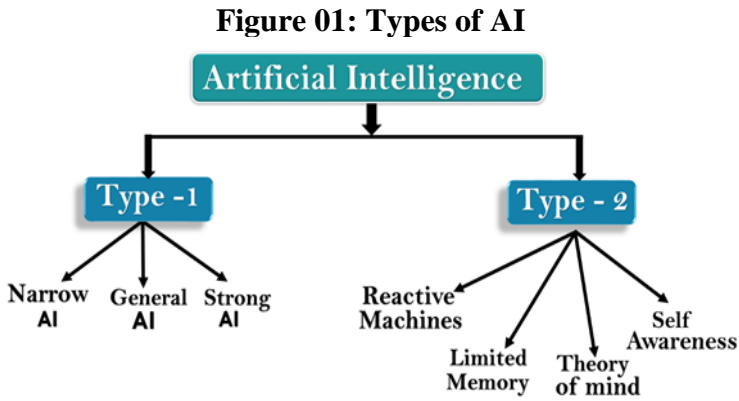 Figure 01: Types of AI
Artificial Intelligence
Type -1
Type - 2
Narrow
AI
General
AI
Strong
AI
Reactive
Machines
Limited
Memory
Theory
of mind
Self
Awareness